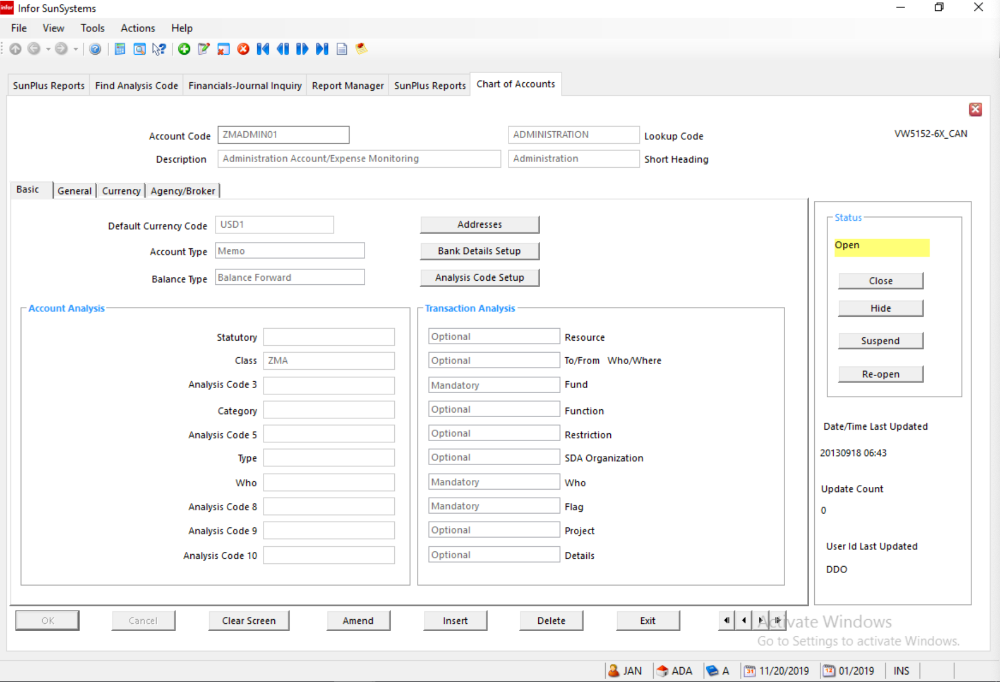 infor Infor SunSystems
File View Tools Actions Help
SunPlus Reports Find Analysis Code Financials-Journal Inquiry Report Manager SunPlus Reports Chart of Accounts
Account Code ZMADMIN01 ADMINISTRATION Lookup Code VW5152-6X_CAN
Description Administration Account/Expense Monitoring Administration Short Heading
Basic General Currency Agency/Broker
Default Currency Code USD1 Addresses
Account Type Memo Bank Details Setup
Balance Type Balance Forward Analysis Code Setup
Account Analysis
Statutory
Class ZMA
Analysis Code 3
Category
Analysis Code 5
Type
Who
Analysis Code 8
Analysis Code 9
Analysis Code 10
Transaction Analysis
Optional Resource
Optional To/From Who/Where
Mandatory Fund
Optional Function
Optional Restriction
Optional SDA Organization
Mandatory Who
Mandatory Flag
Optional Project
Optional Details
Status
Open
Close
Hide
Suspend
Re-open
Date/Time Last Updated
20130918 06:43
Update Count
0
User Id Last Updated
DDO
OK Cancel Clear Screen Amend Insert Delete Exit
Activate Windows
Go to Settings to activate Windows.
JAN ADA A 31 11/20/2019 12 01/2019 INS